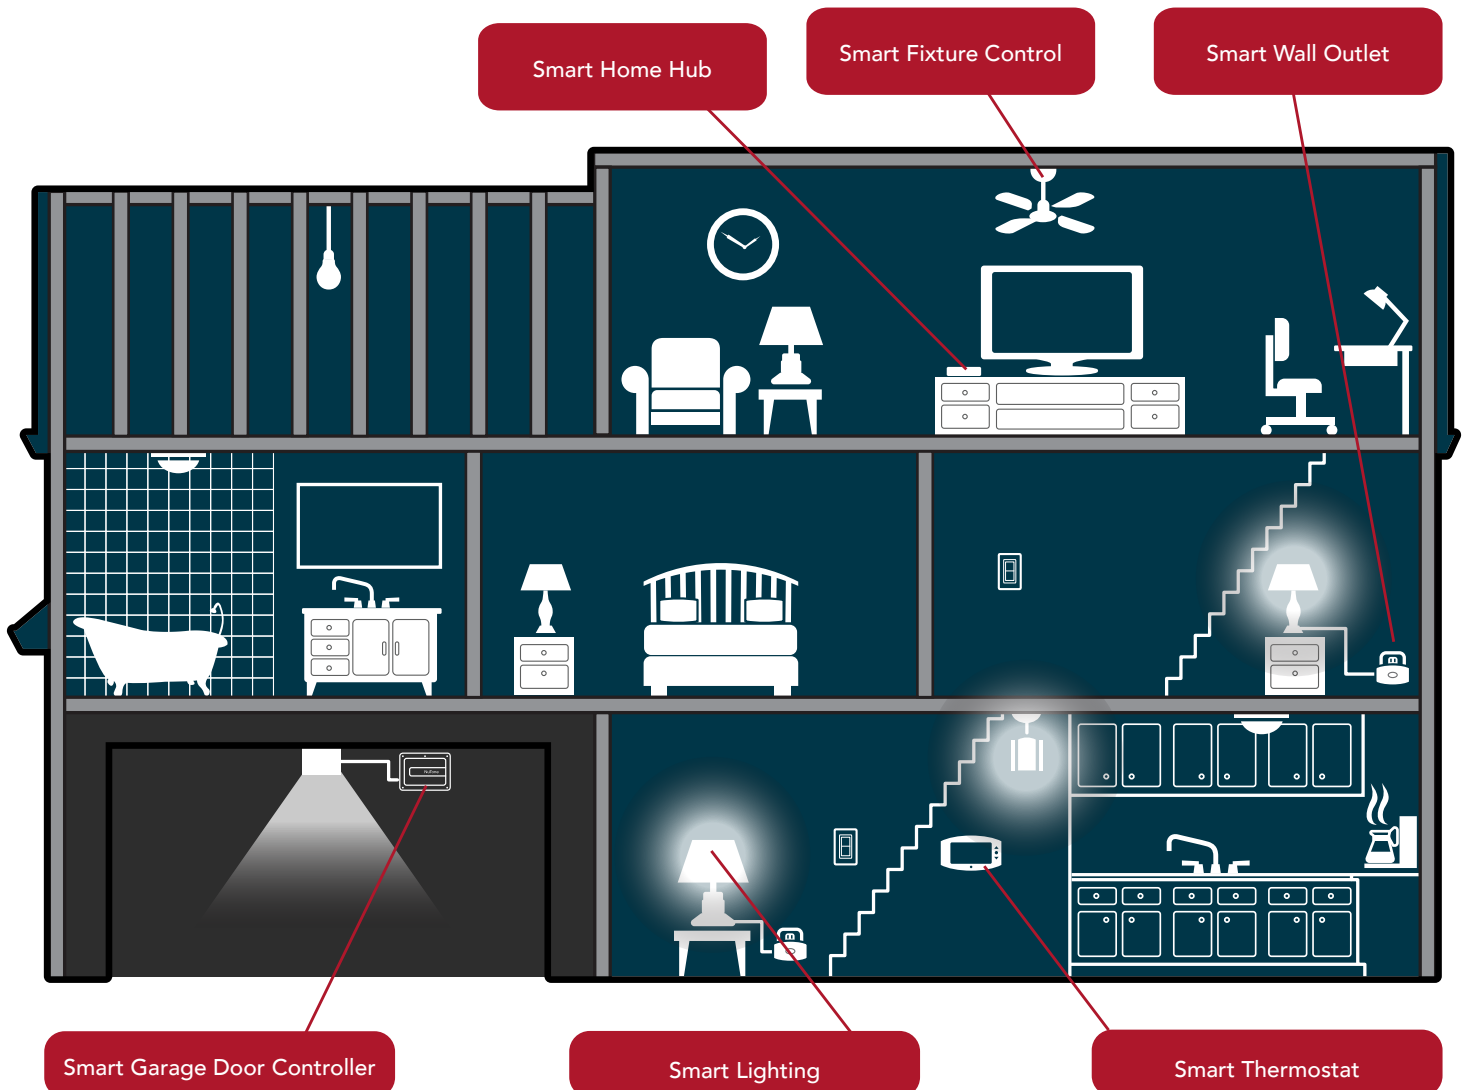 Smart Home Hub
Smart Fixture Control
Smart Wall Outlet
Smart Garage Door Controller
Smart Lighting
Smart Thermostat